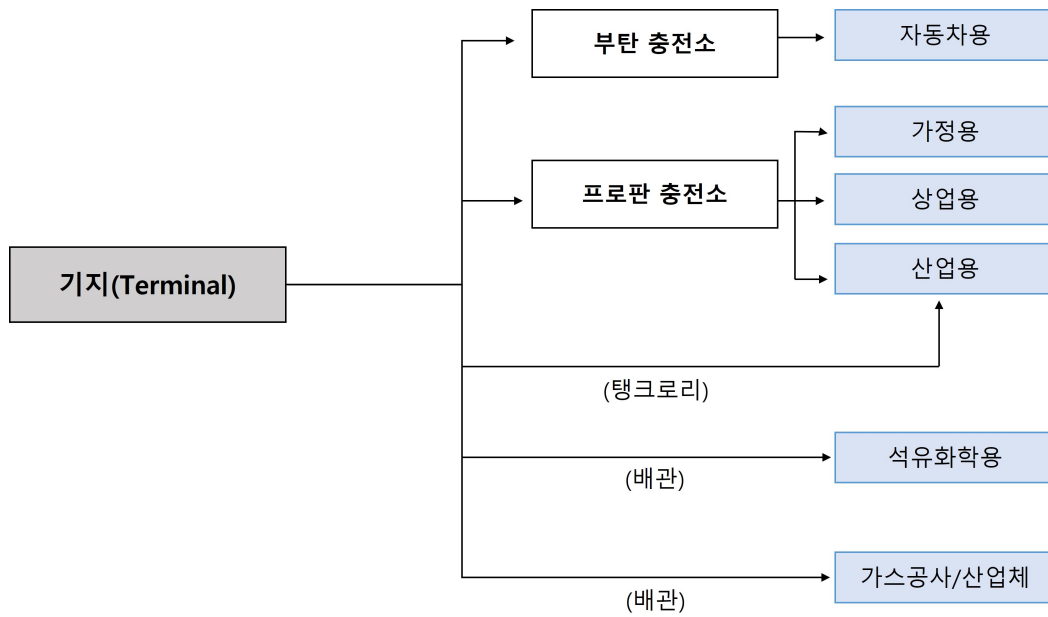 부탄 충전소
자동차용
가정용
프로판 충전소
상업용
산업용
기지(Terminal)
(탱크로리)
석유화학용
(배관)
가스공사/산업체
(배관)